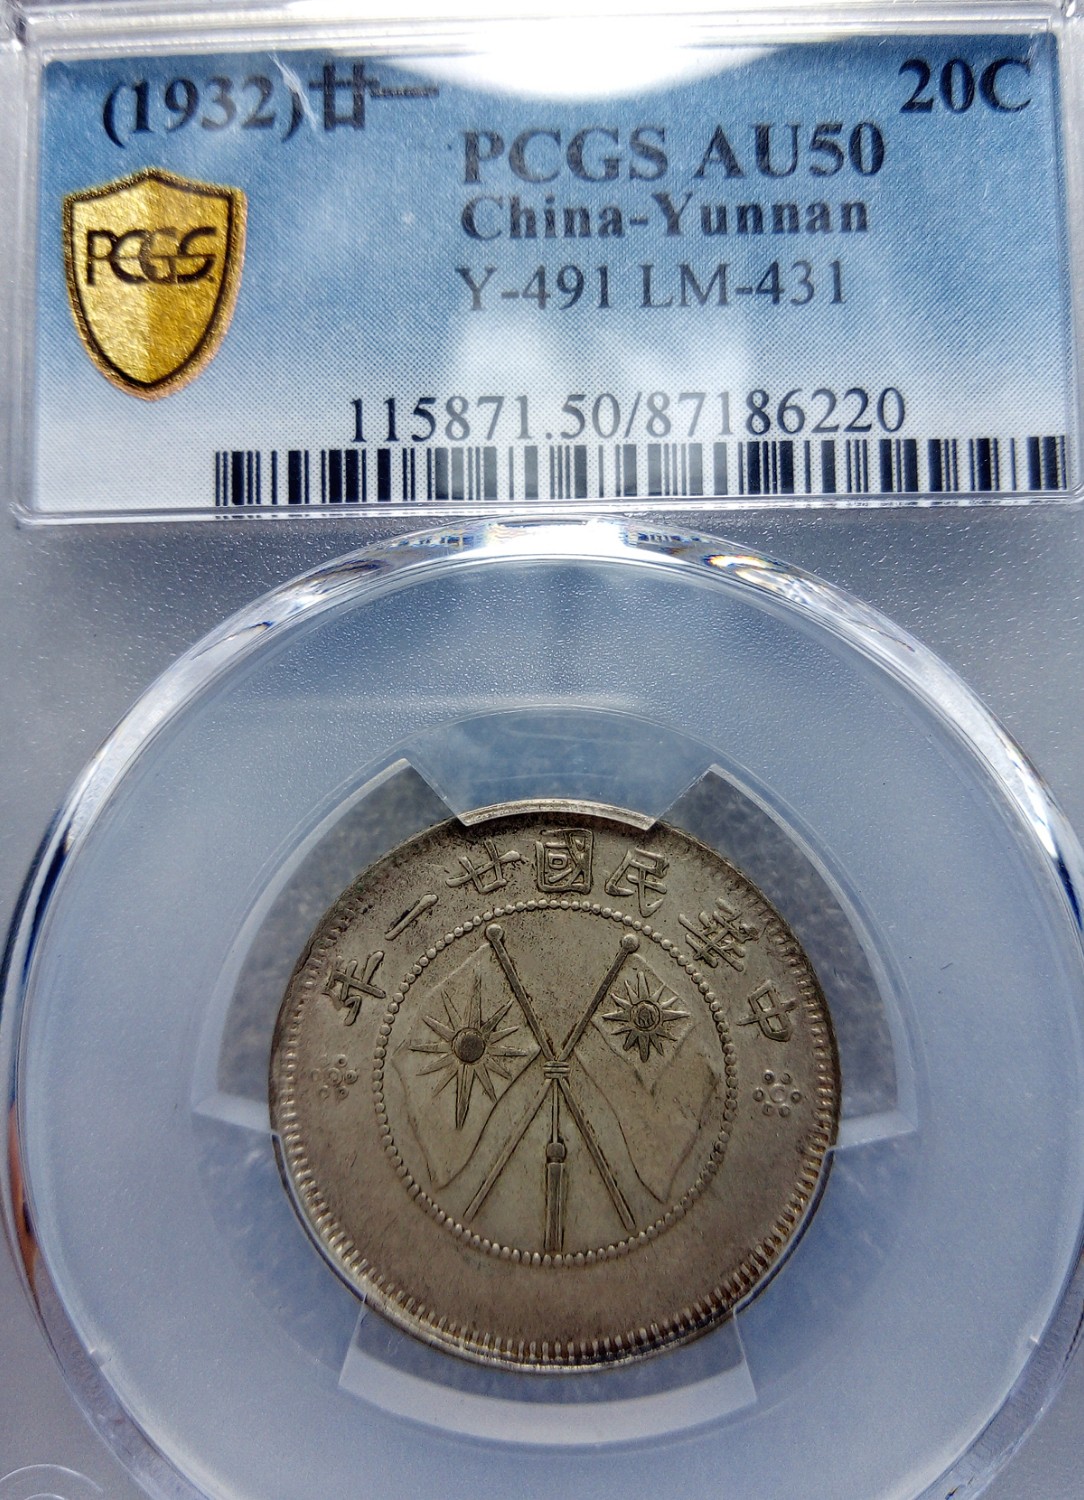 (1932)廿一 20C
PCGS AU50
China-Yunnan
PCGS
Y-491 LM-431
115871.50/87186220
中華民國廿一年